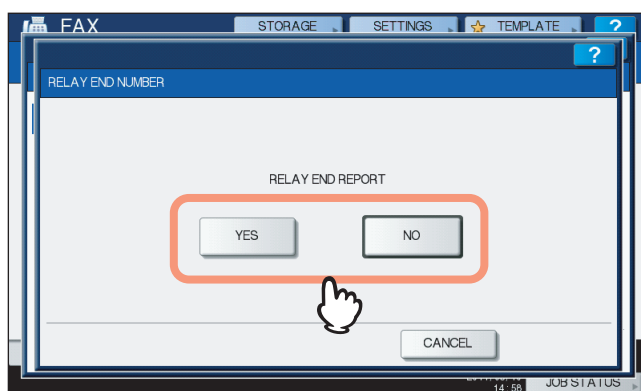 FAX STORAGE SETTINGS TEMPLATE ?
?
RELAY END NUMBER
RELAY END REPORT
YES NO
CANCEL
14:58 JOB STATUS